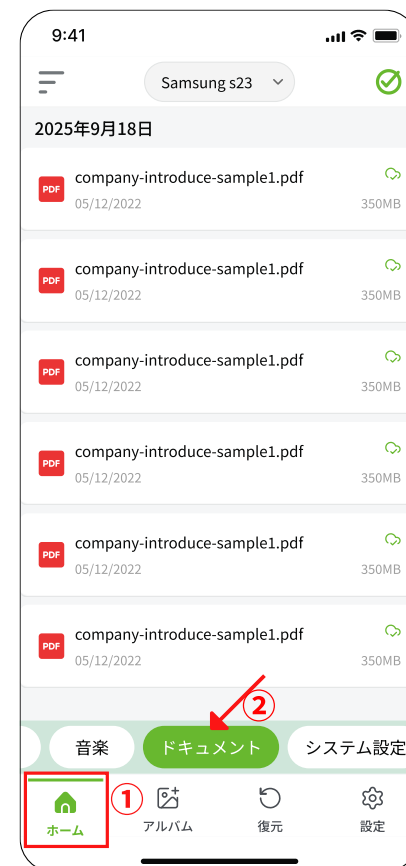 9:41
Samsung s23
2025年9月18日
PDF company-introduce-sample1.pdf
05/12/2022 350MB
PDF company-introduce-sample1.pdf
05/12/2022 350MB
PDF company-introduce-sample1.pdf
05/12/2022 350MB
PDF company-introduce-sample1.pdf
05/12/2022 350MB
PDF company-introduce-sample1.pdf
05/12/2022 350MB
PDF company-introduce-sample1.pdf
05/12/2022 350MB
②
音楽 ドキュメント システム設定
①
ホーム アルバム 復元 設定